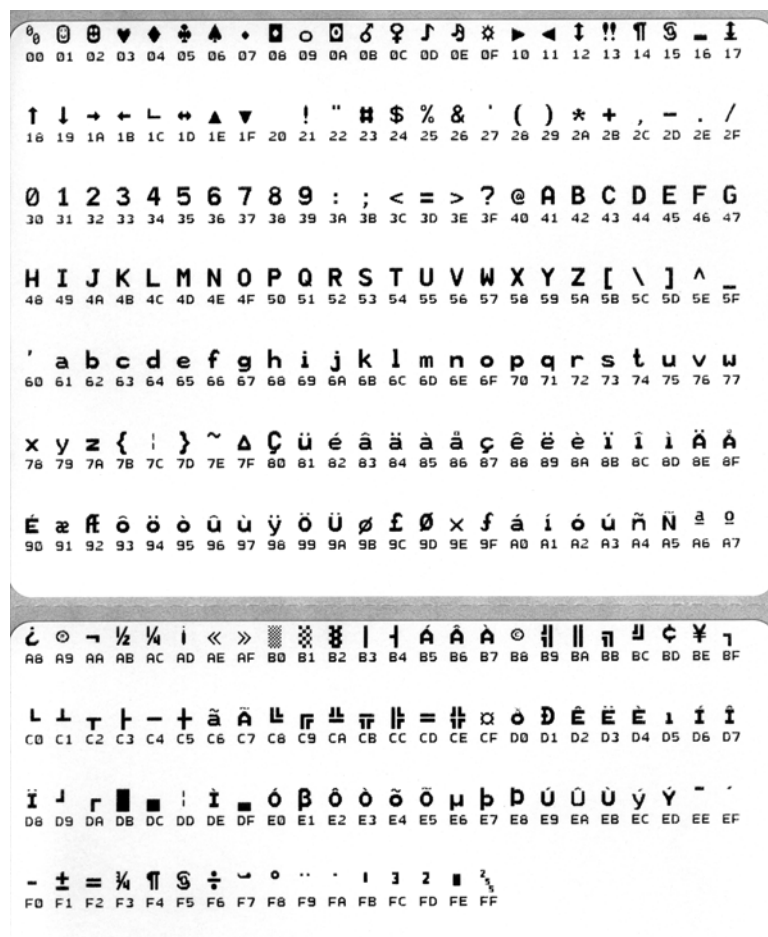 0/0 ☺ ☻ ♥ ♦ ♣ ♠ • ◘ ○ ◙ ♂ ♀ ♪ ♫ ☼ ► ◄ ↕ ‼ ¶ § ▬ ↨
00 01 02 03 04 05 06 07 08 09 0A 0B 0C 0D 0E 0F 10 11 12 13 14 15 16 17
↑ ↓ → ← ∟ ↔ ▲ ▼ ! " # $ % & ' ( ) * + , - . /
18 19 1A 1B 1C 1D 1E 1F 20 21 22 23 24 25 26 27 28 29 2A 2B 2C 2D 2E 2F
0 1 2 3 4 5 6 7 8 9 : ; < = > ? @ A B C D E F G
30 31 32 33 34 35 36 37 38 39 3A 3B 3C 3D 3E 3F 40 41 42 43 44 45 46 47
H I J K L M N O P Q R S T U V W X Y Z [ \ ] ^ _
48 49 4A 4B 4C 4D 4E 4F 50 51 52 53 54 55 56 57 58 59 5A 5B 5C 5D 5E 5F
' a b c d e f g h i j k l m n o p q r s t u v w
60 61 62 63 64 65 66 67 68 69 6A 6B 6C 6D 6E 6F 70 71 72 73 74 75 76 77
x y z { ¦ } ~ ∆ Ç ü é â ä à å ç ê ë è ï î ì Ä Å
78 79 7A 7B 7C 7D 7E 7F 80 81 82 83 84 85 86 87 88 89 8A 8B 8C 8D 8E 8F
É æ Æ ô ö ò û ù ÿ Ö Ü ø £ Ø × ƒ á í ó ú ñ Ñ ª º
90 91 92 93 94 95 96 97 98 99 9A 9B 9C 9D 9E 9F A0 A1 A2 A3 A4 A5 A6 A7
¿ ® ¬ ½ ¼ ¡ « » ░ ▒ ▓ │ ┤ Á Â À © ╣ ║ ╗ ╝ ¢ ¥ ┐
A8 A9 AA AB AC AD AE AF B0 B1 B2 B3 B4 B5 B6 B7 B8 B9 BA BB BC BD BE BF
└ ┴ ┬ ├ ─ ┼ ã Ã ╚ ╔ ╩ ╦ ╠ ═ ╬ ¤ ð Ð Ê Ë È ı Í Î
C0 C1 C2 C3 C4 C5 C6 C7 C8 C9 CA CB CC CD CE CF D0 D1 D2 D3 D4 D5 D6 D7
Ï ┘ ┌ █ ▄ ¦ Ì ▬ Ó β Ô Ò õ Õ µ þ Þ Ú Û Ù ý Ý ¯ ´
D8 D9 DA DB DC DD DE DF E0 E1 E2 E3 E4 E5 E6 E7 E8 E9 EA EB EC ED EE EF
- ± = ¾ ¶ § ÷ ¸ ° ¨ · ¹ ³ ² ■ 2/5/5
F0 F1 F2 F3 F4 F5 F6 F7 F8 F9 FA FB FC FD FE FF